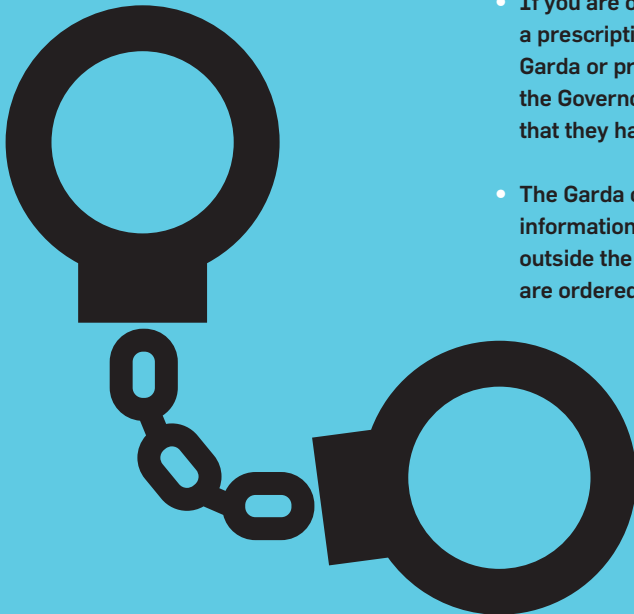 • If you are
a prescripti
Garda or pr
the Governo
that they ha
• The Garda
information
outside the
are ordered